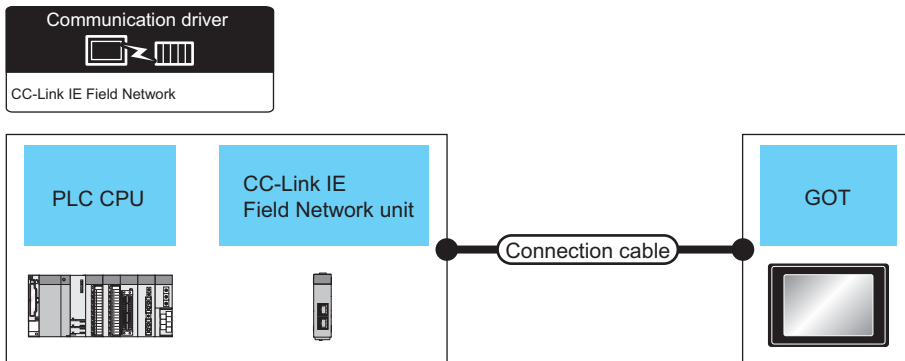 Communication driver
CC-Link IE Field Network
PLC CPU
CC-Link IE
Field Network unit
Connection cable
GOT